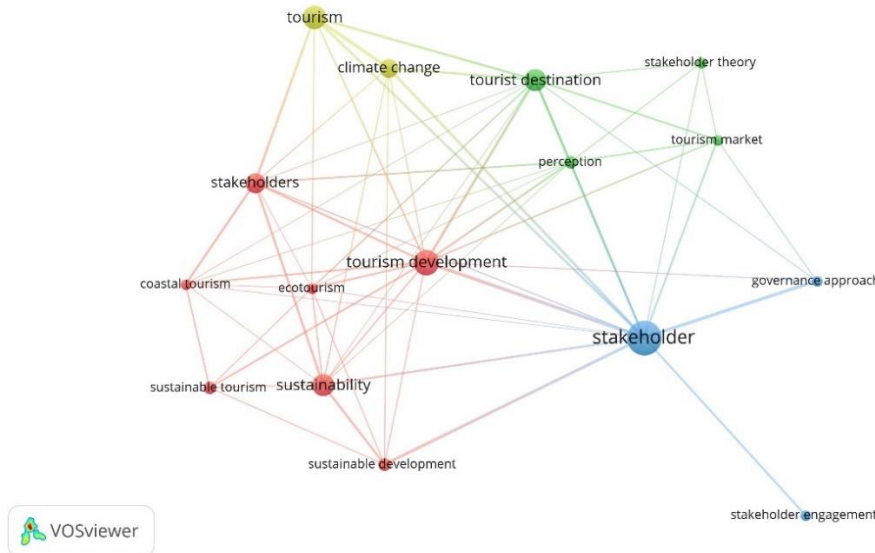 tourism
climate change
tourist destination
stakeholder theory
tourism market
perception
stakeholders
tourism development
coastal tourism
ecotourism
governance approach
stakeholder
sustainable tourism
sustainability
sustainable development
stakeholder engagement
VOSviewer